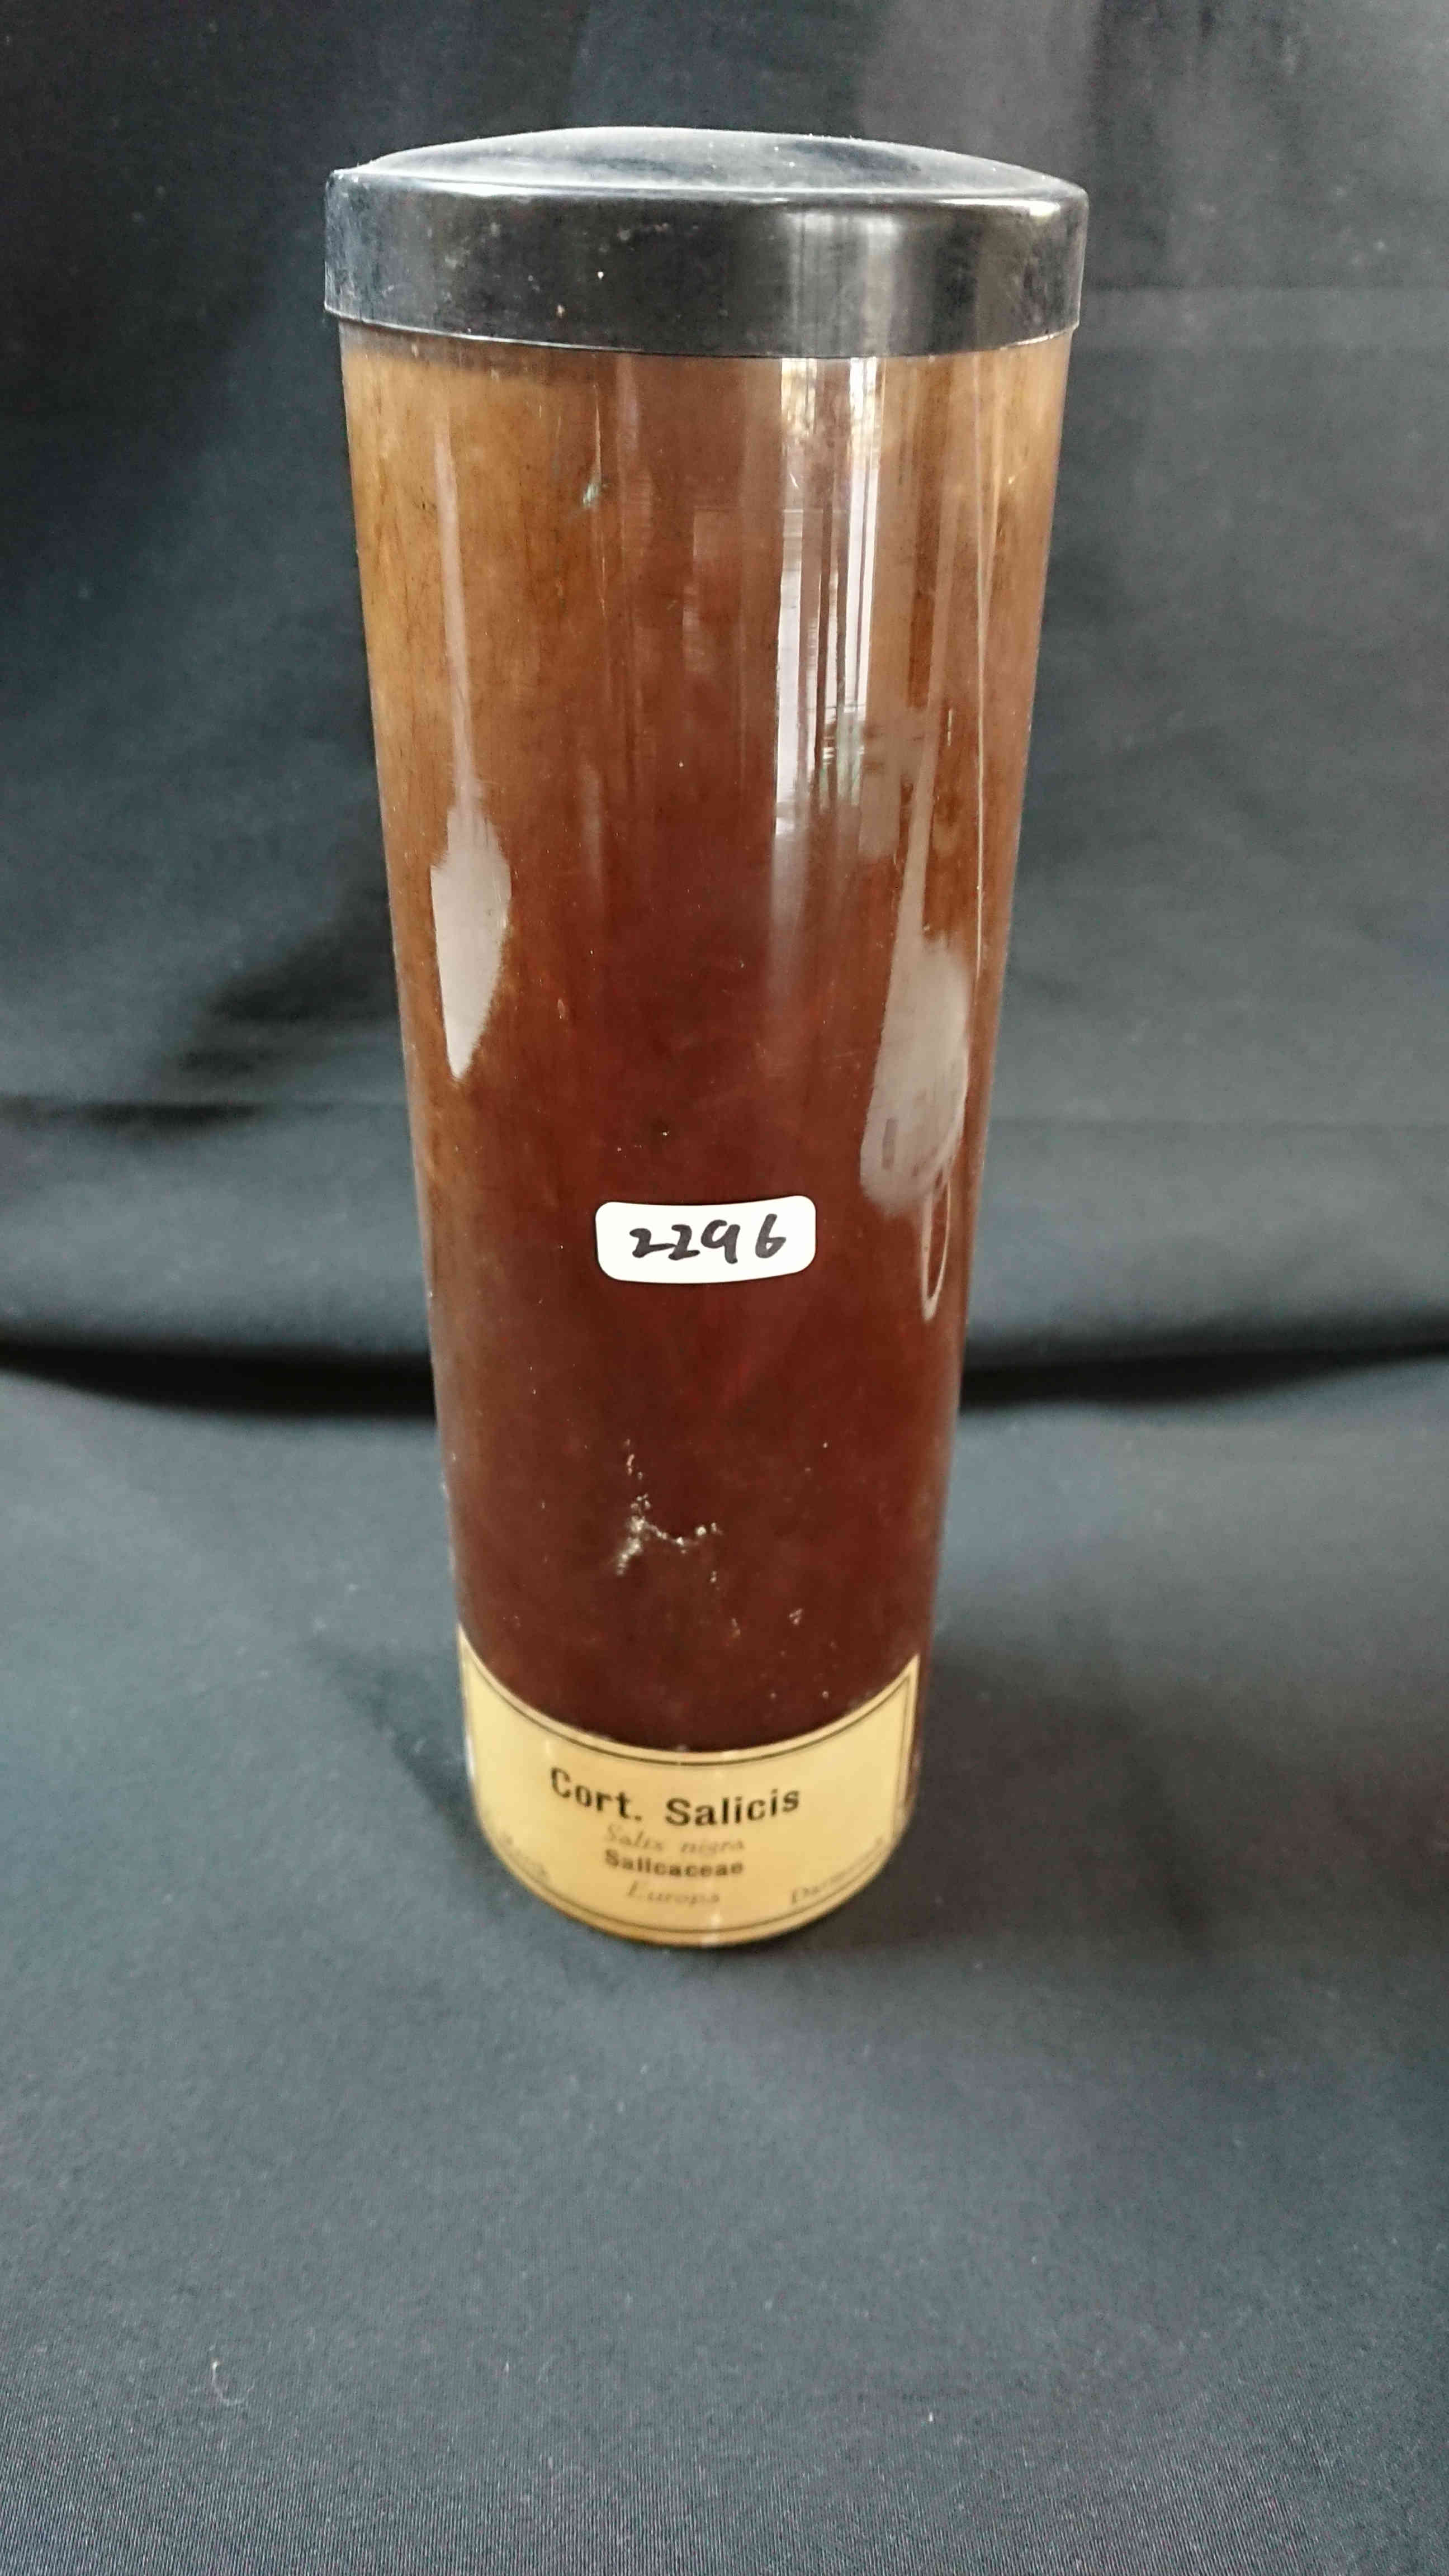 2296
Cort. Salicis
Salix nigra
Salicaceae
Europa